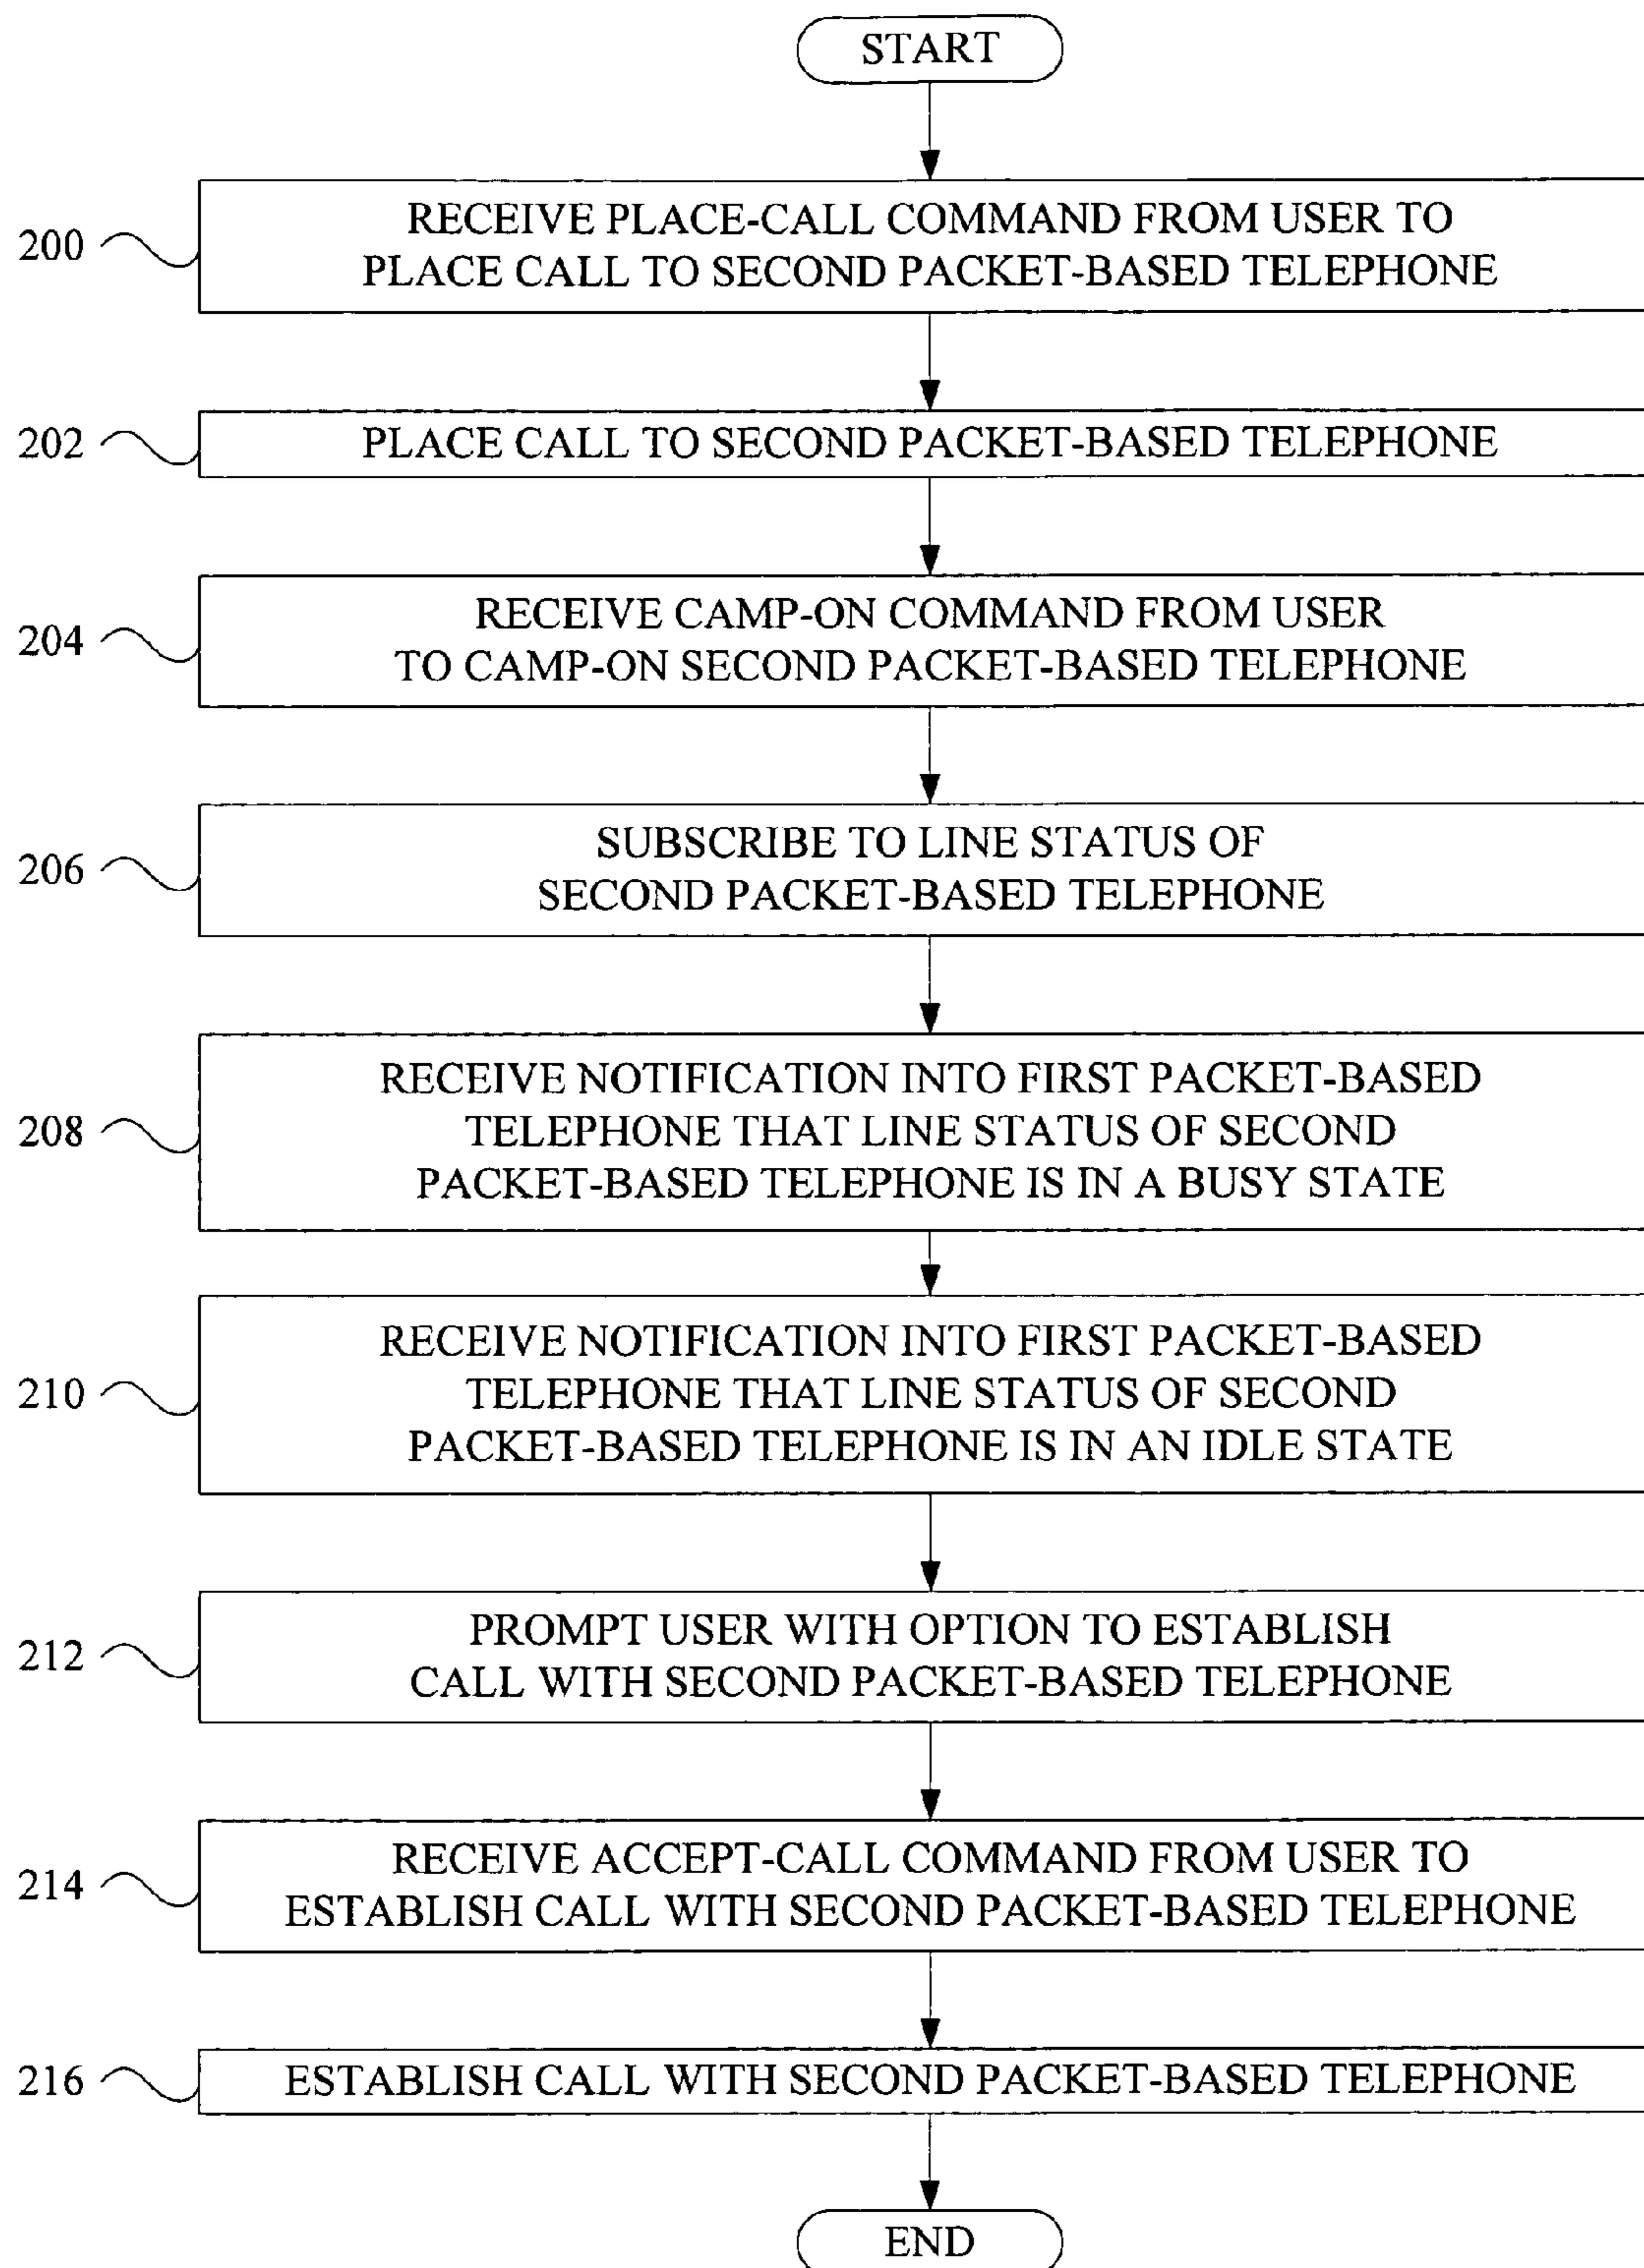 START
200
RECEIVE PLACE-CALL COMMAND FROM USER TO
PLACE CALL TO SECOND PACKET-BASED TELEPHONE
202
PLACE CALL TO SECOND PACKET-BASED TELEPHONE
204
RECEIVE CAMP-ON COMMAND FROM USER
TO CAMP-ON SECOND PACKET-BASED TELEPHONE
206
SUBSCRIBE TO LINE STATUS OF
SECOND PACKET-BASED TELEPHONE
208
RECEIVE NOTIFICATION INTO FIRST PACKET-BASED
TELEPHONE THAT LINE STATUS OF SECOND
PACKET-BASED TELEPHONE IS IN A BUSY STATE
210
RECEIVE NOTIFICATION INTO FIRST PACKET-BASED
TELEPHONE THAT LINE STATUS OF SECOND
PACKET-BASED TELEPHONE IS IN AN IDLE STATE
212
PROMPT USER WITH OPTION TO ESTABLISH
CALL WITH SECOND PACKET-BASED TELEPHONE
214
RECEIVE ACCEPT-CALL COMMAND FROM USER TO
ESTABLISH CALL WITH SECOND PACKET-BASED TELEPHONE
216
ESTABLISH CALL WITH SECOND PACKET-BASED TELEPHONE
END